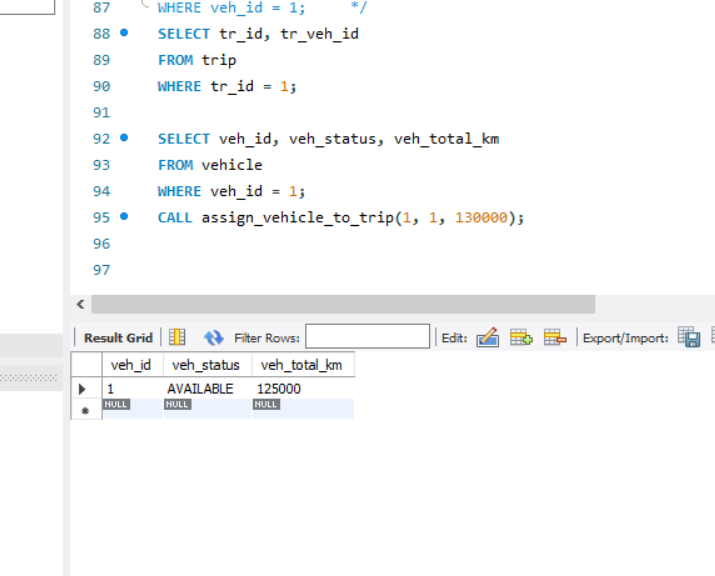 87 WHERE veh_id = 1; */
88 SELECT tr_id, tr_veh_id
89 FROM trip
90 WHERE tr_id = 1;
91
92 SELECT veh_id, veh_status, veh_total_km
93 FROM vehicle
94 WHERE veh_id = 1;
95 CALL assign_vehicle_to_trip(1, 1, 130000);
96
97
Result Grid Filter Rows: Edit: Export/Import:
veh_id veh_status veh_total_km
1 AVAILABLE 125000
NULL NULL NULL